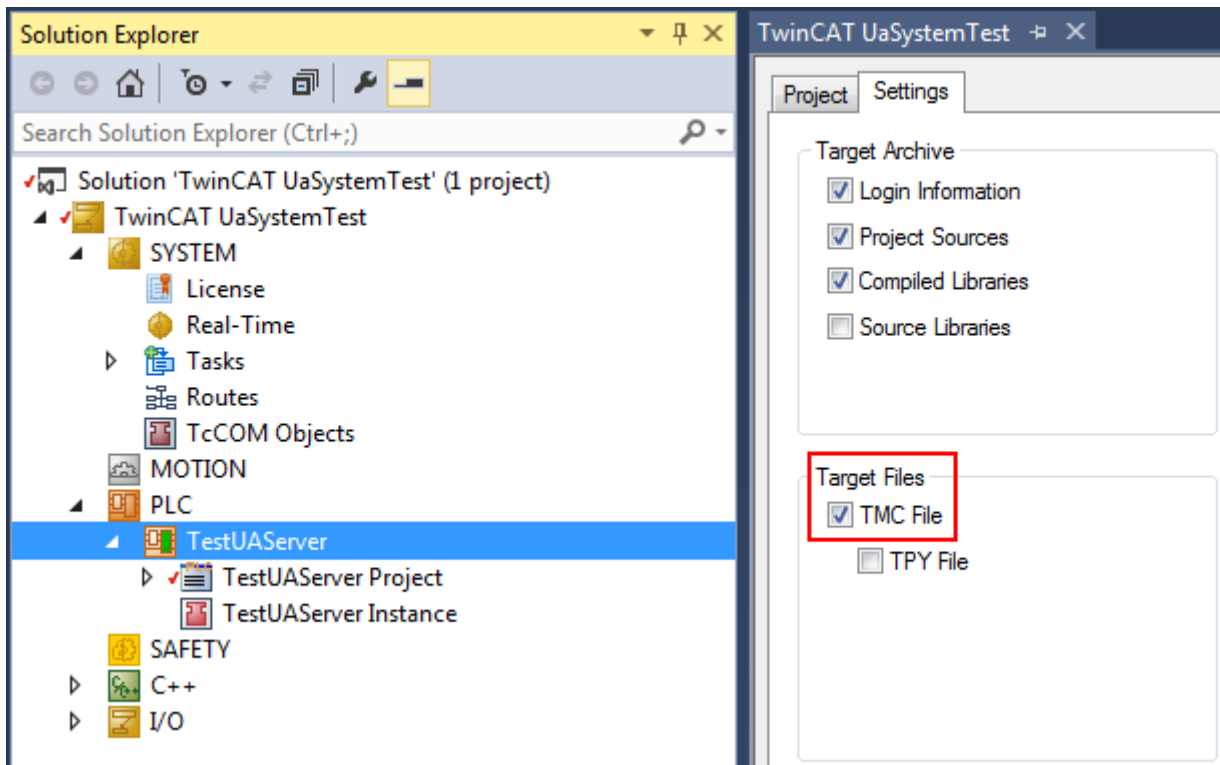 Solution Explorer
Search Solution Explorer (Ctrl+;)
Solution 'TwinCAT UaSystemTest' (1 project)
TwinCAT UaSystemTest
SYSTEM
License
Real-Time
Tasks
Routes
TcCOM Objects
MOTION
PLC
TestUAServer
TestUAServer Project
TestUAServer Instance
SAFETY
C++
I/O
TwinCAT UaSystemTest
Project Settings
Target Archive
Login Information
Project Sources
Compiled Libraries
Source Libraries
Target Files
TMC File
TPY File